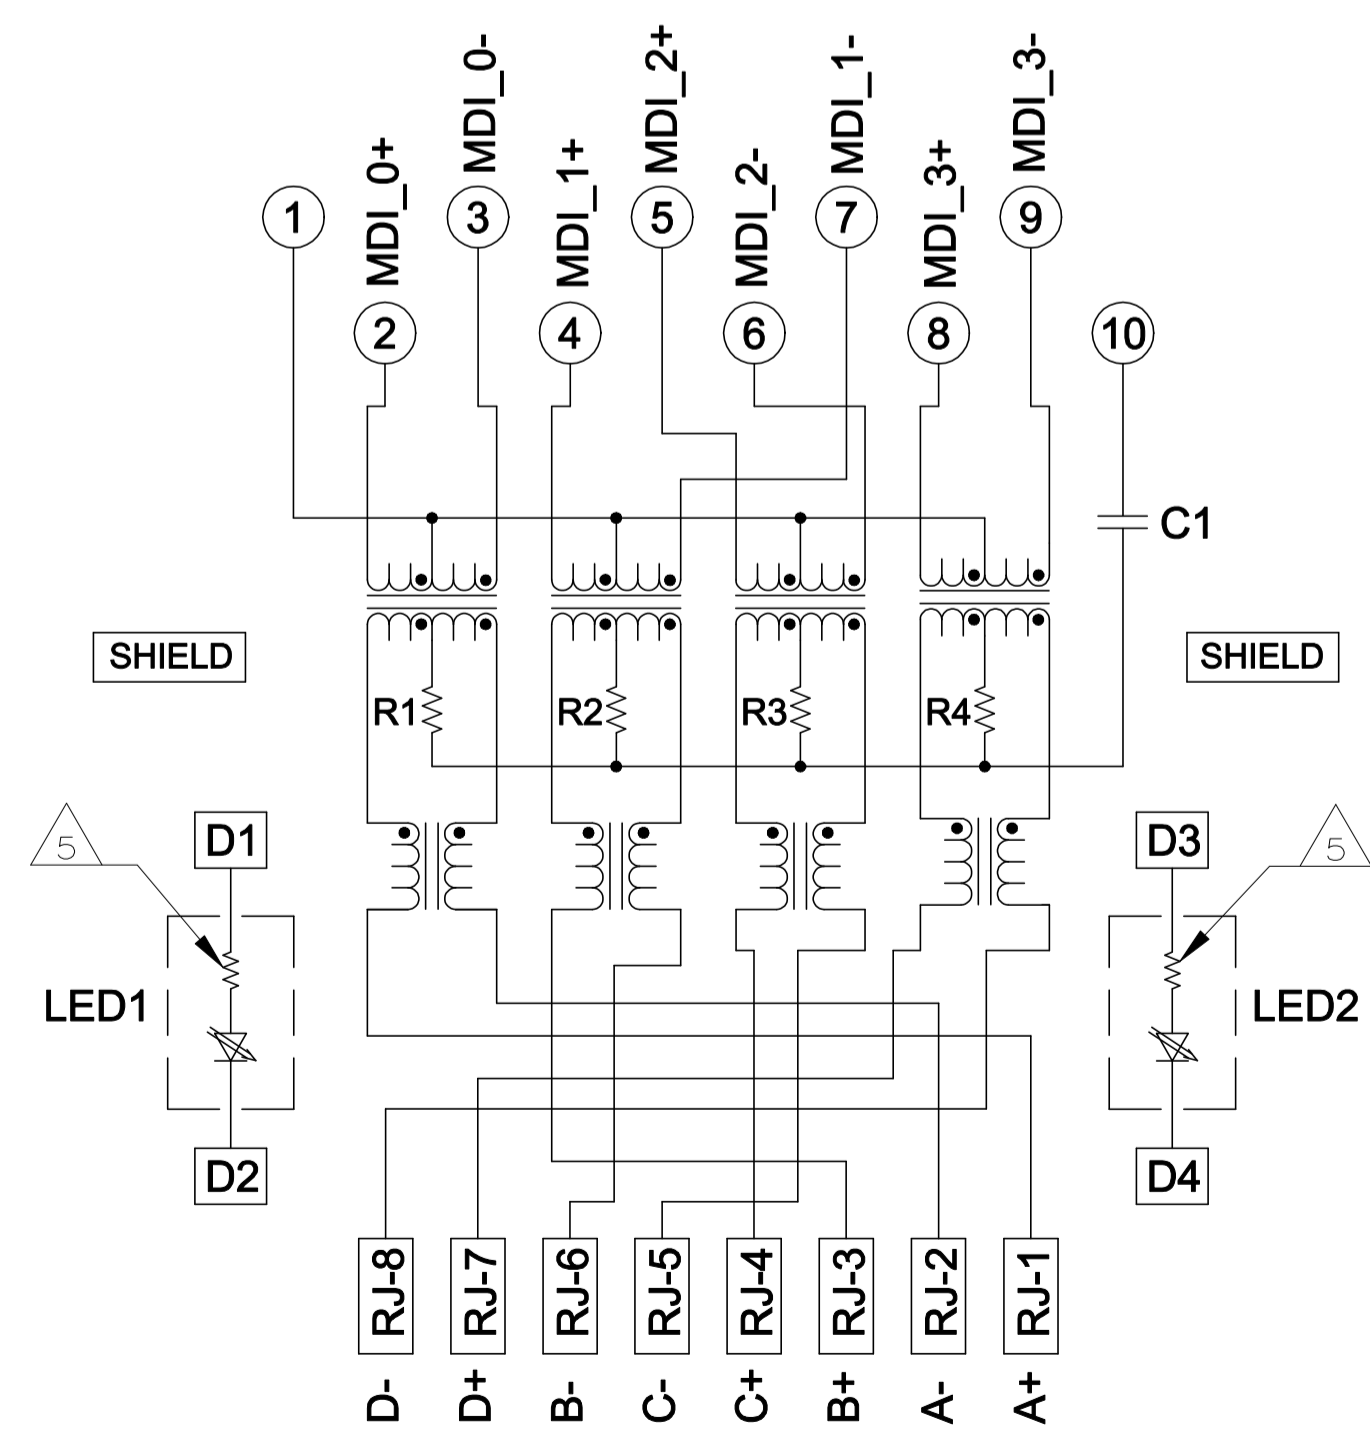 MDI_0+
MDI_0-
MDI_1+
MDI_2+
MDI_2-
MDI_1-
MDI_3+
MDI_3-
1
3
5
7
9
2
4
6
8
10
C1
SHIELD
SHIELD
R1
R2
R3
R4
5
D1
D3
5
LED1
LED2
D2
D4
RJ-8
RJ-7
RJ-6
RJ-5
RJ-4
RJ-3
RJ-2
RJ-1
D-
D+
B-
C-
C+
B+
A-
A+